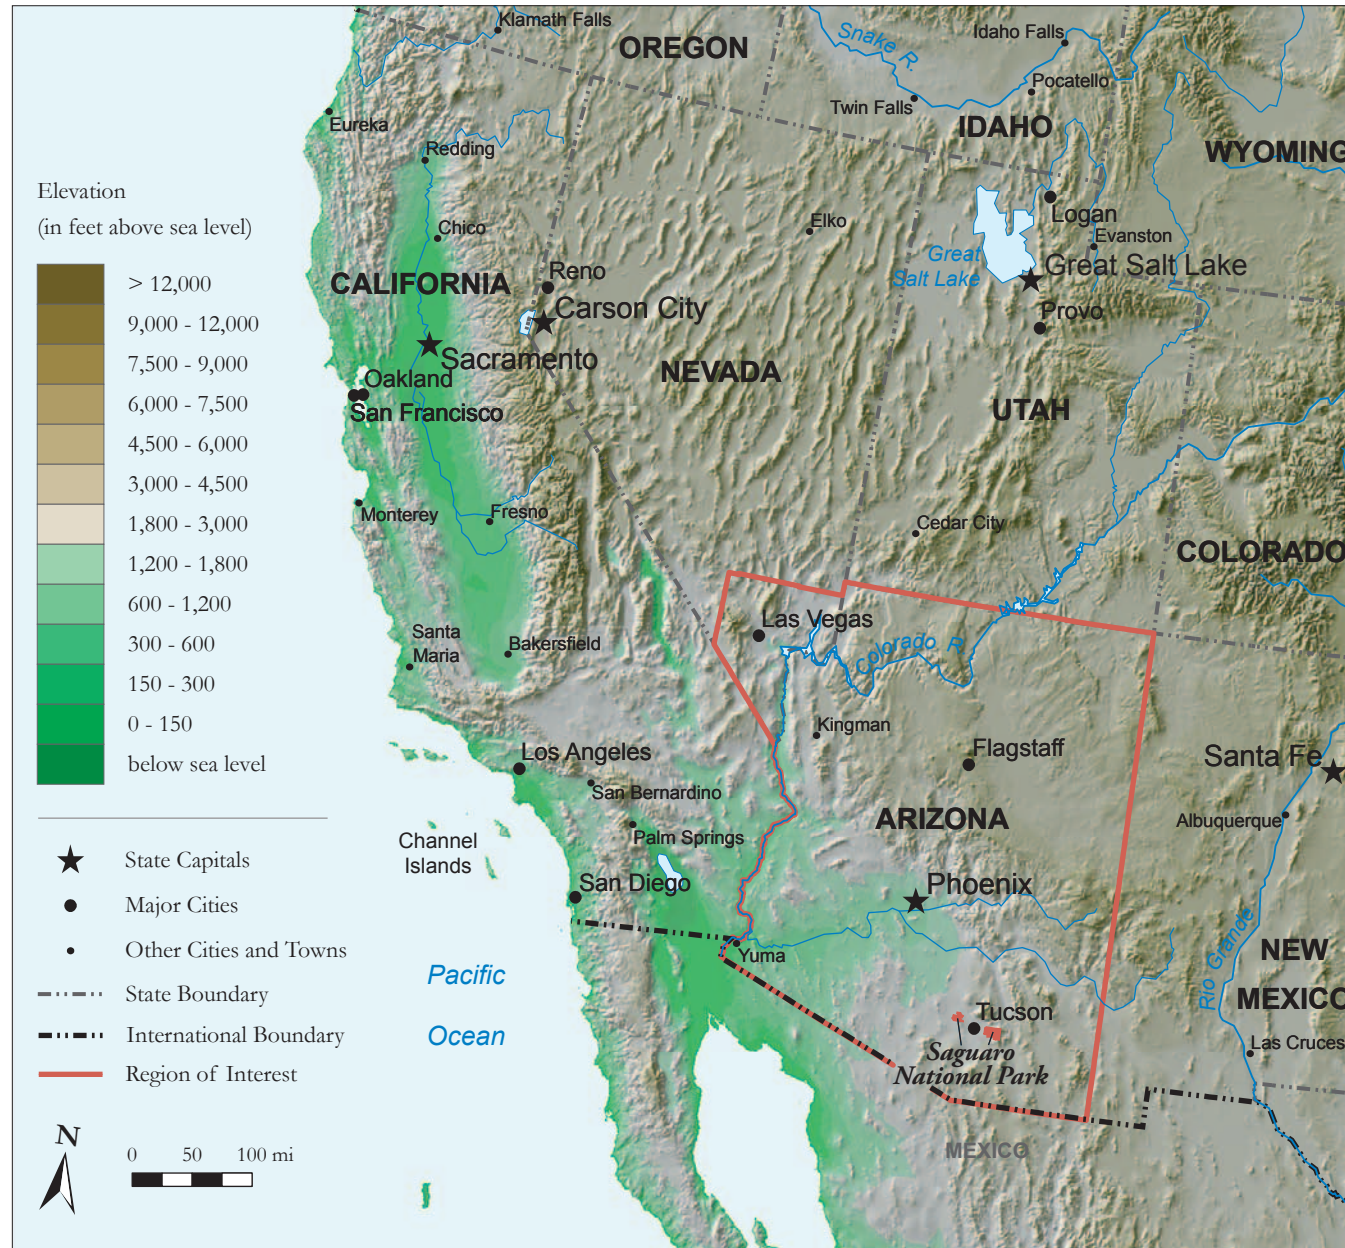 Klamath Falls
OREGON
Snake R.
Idaho Falls
Pocatello
Twin Falls
IDAHO
WYOMING
Eureka
Redding
Elevation
(in feet above sea level)
> 12,000
9,000 - 12,000
7,500 - 9,000
6,000 - 7,500
4,500 - 6,000
3,000 - 4,500
1,800 - 3,000
1,200 - 1,800
600 - 1,200
300 - 600
150 - 300
0 - 150
below sea level
State Capitals
Major Cities
Other Cities and Towns
State Boundary
International Boundary
Region of Interest
N
0 50 100 mi
Chico
CALIFORNIA
Reno
Carson City
Sacramento
Oakland
San Francisco
Monterey
Fresno
Elko
NEVADA
Logan
Evanston
Great
Salt Lake
Great Salt Lake
Provo
UTAH
Cedar City
COLORADO
Santa
Maria
Bakersfield
Las Vegas
Colorado R.
Kingman
Flagstaff
Santa Fe
Los Angeles
San Bernardino
Palm Springs
Channel
Islands
San Diego
ARIZONA
Albuquerque
Phoenix
Yuma
Pacific
Ocean
Tucson
Saguaro
National Park
Rio Grande
NEW
MEXICO
Las Cruces
MEXICO